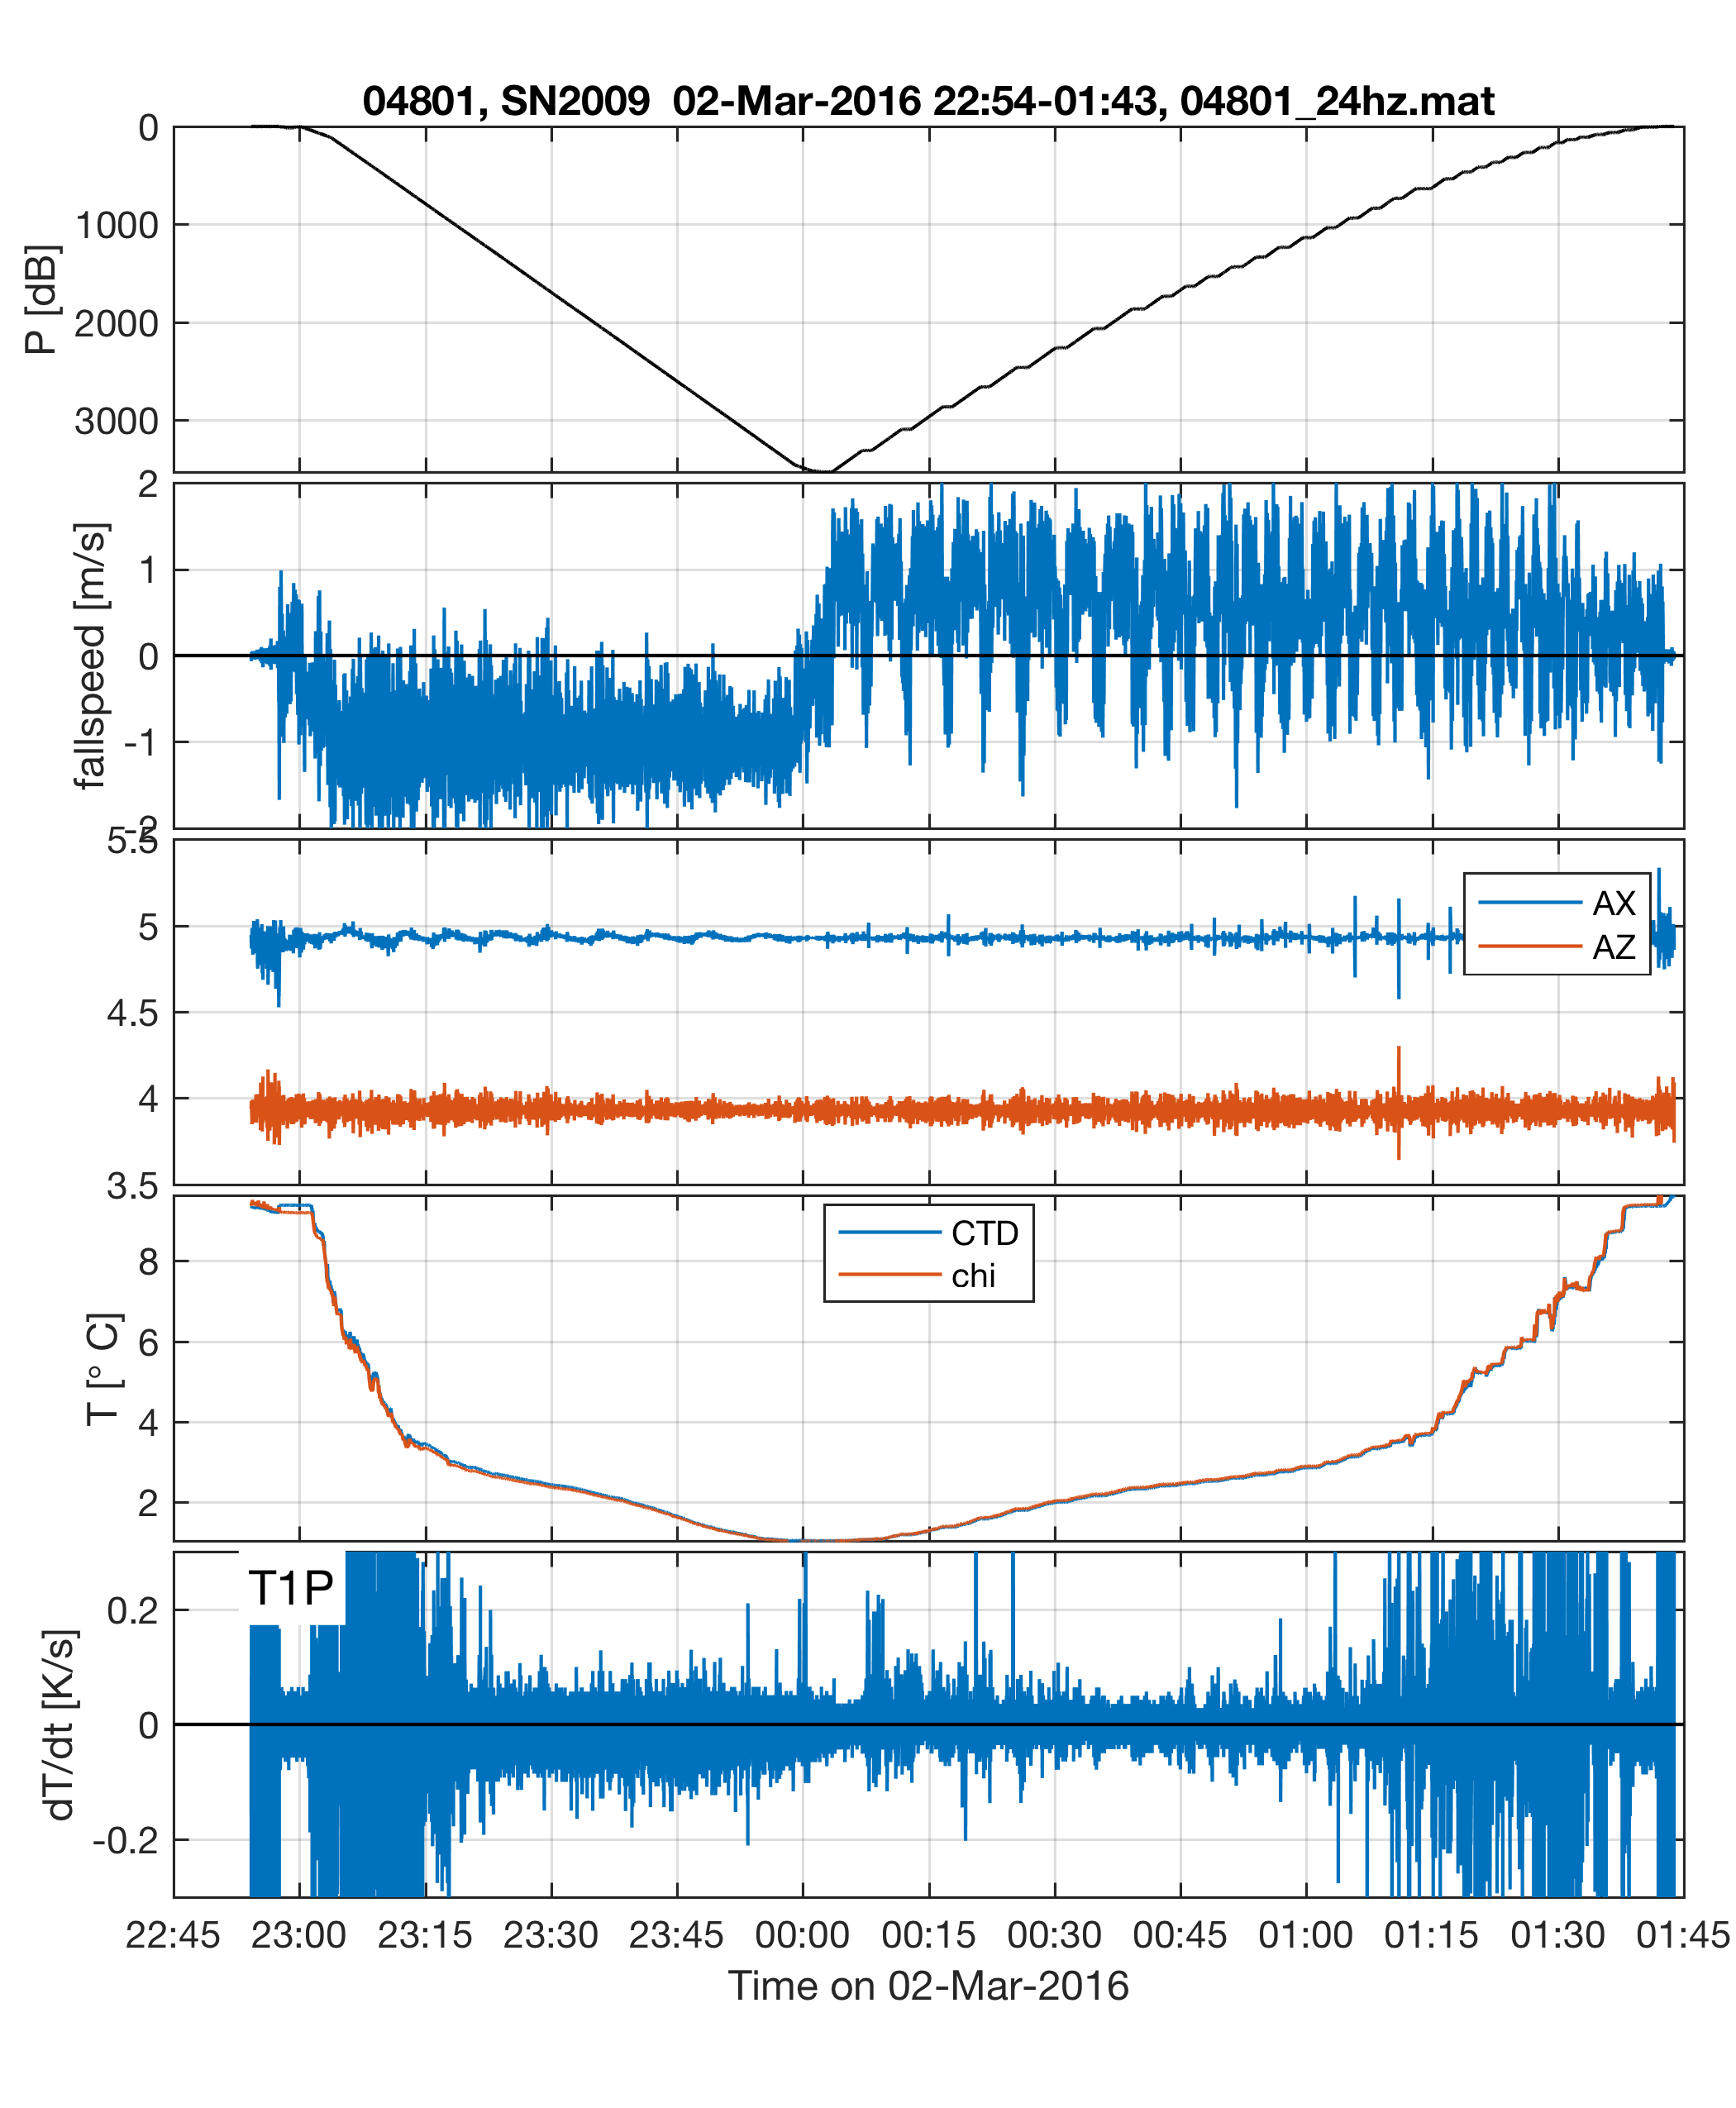 04801, SN2009  02-Mar-2016 22:54-01:43, 04801_24hz.mat
P [dB]
0
1000
2000
3000
fallspeed [m/s]
2
1
0
-1
-2
5.5
5
4.5
4
3.5
AX
AZ
T [° C]
8
6
4
2
CTD
chi
dT/dt [K/s]
T1P
0.2
0
-0.2
22:45 23:00 23:15 23:30 23:45 00:00 00:15 00:30 00:45 01:00 01:15 01:30 01:45
Time on 02-Mar-2016